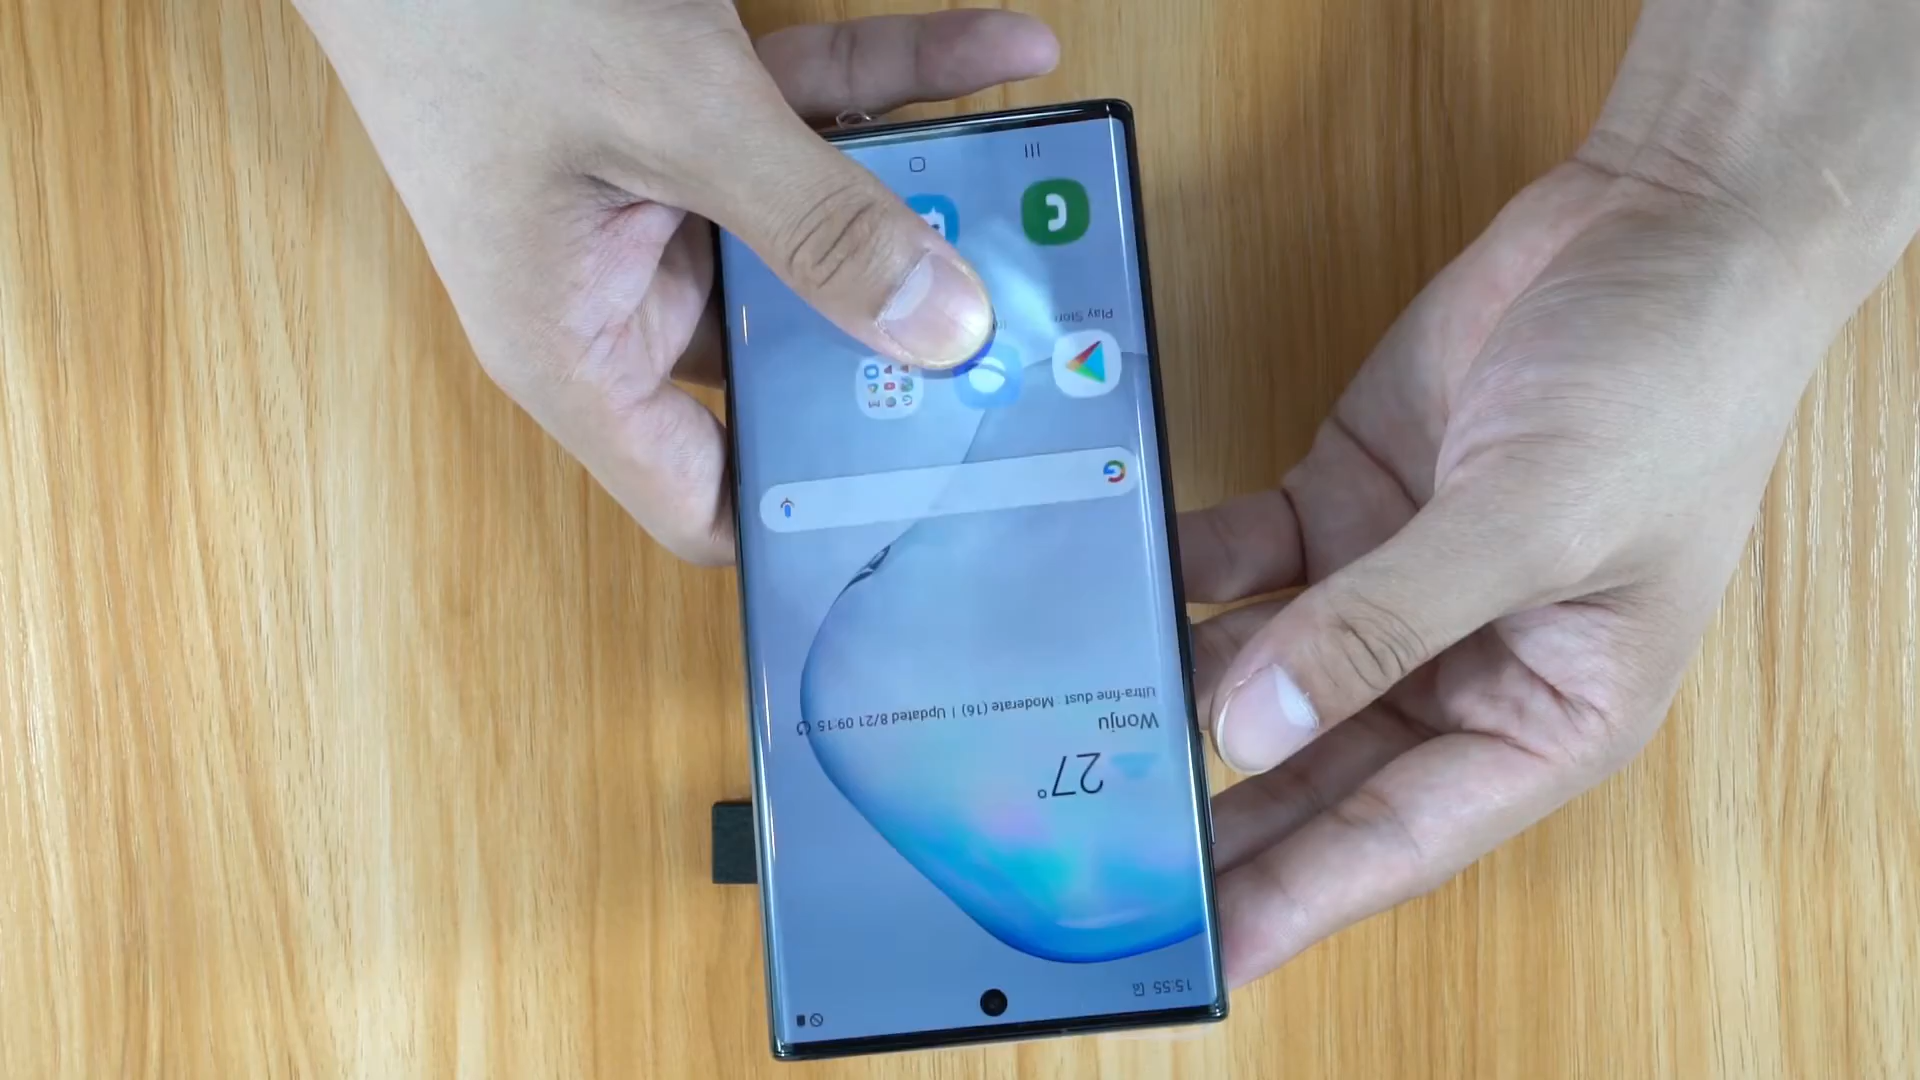 15:55
27°
Wonju
Ultra-fine dust : Moderate (16) | Updated 8/21 09:15
G
Play Store